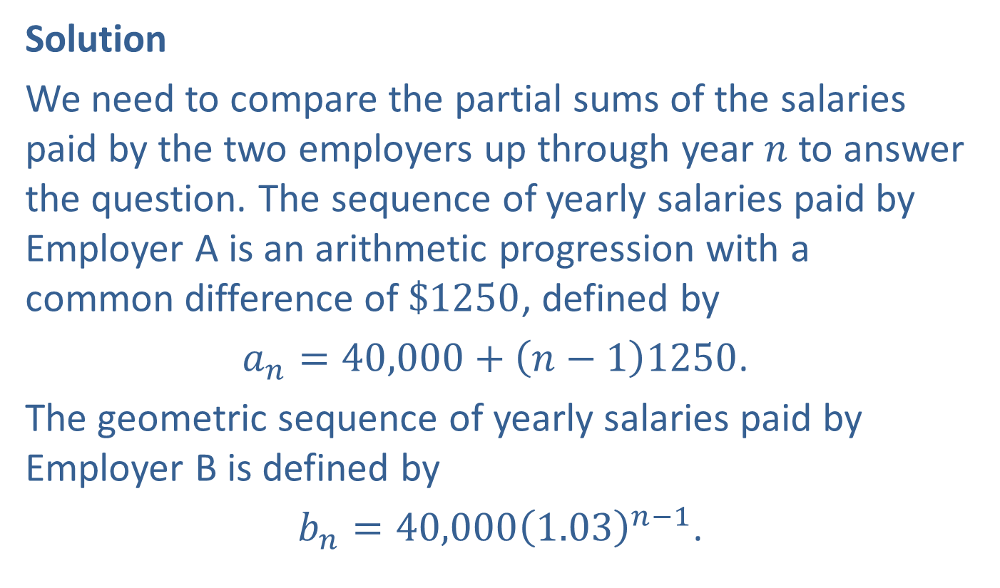 Solution
We need to compare the partial sums of the salaries
paid by the two employers up through year n to answer
the question. The sequence of yearly salaries paid by
Employer A is an arithmetic progression with a
common difference of $1250, defined by
aₙ = 40,000 + (n − 1)1250.
The geometric sequence of yearly salaries paid by
Employer B is defined by
bₙ = 40,000(1.03)ⁿ⁻¹.